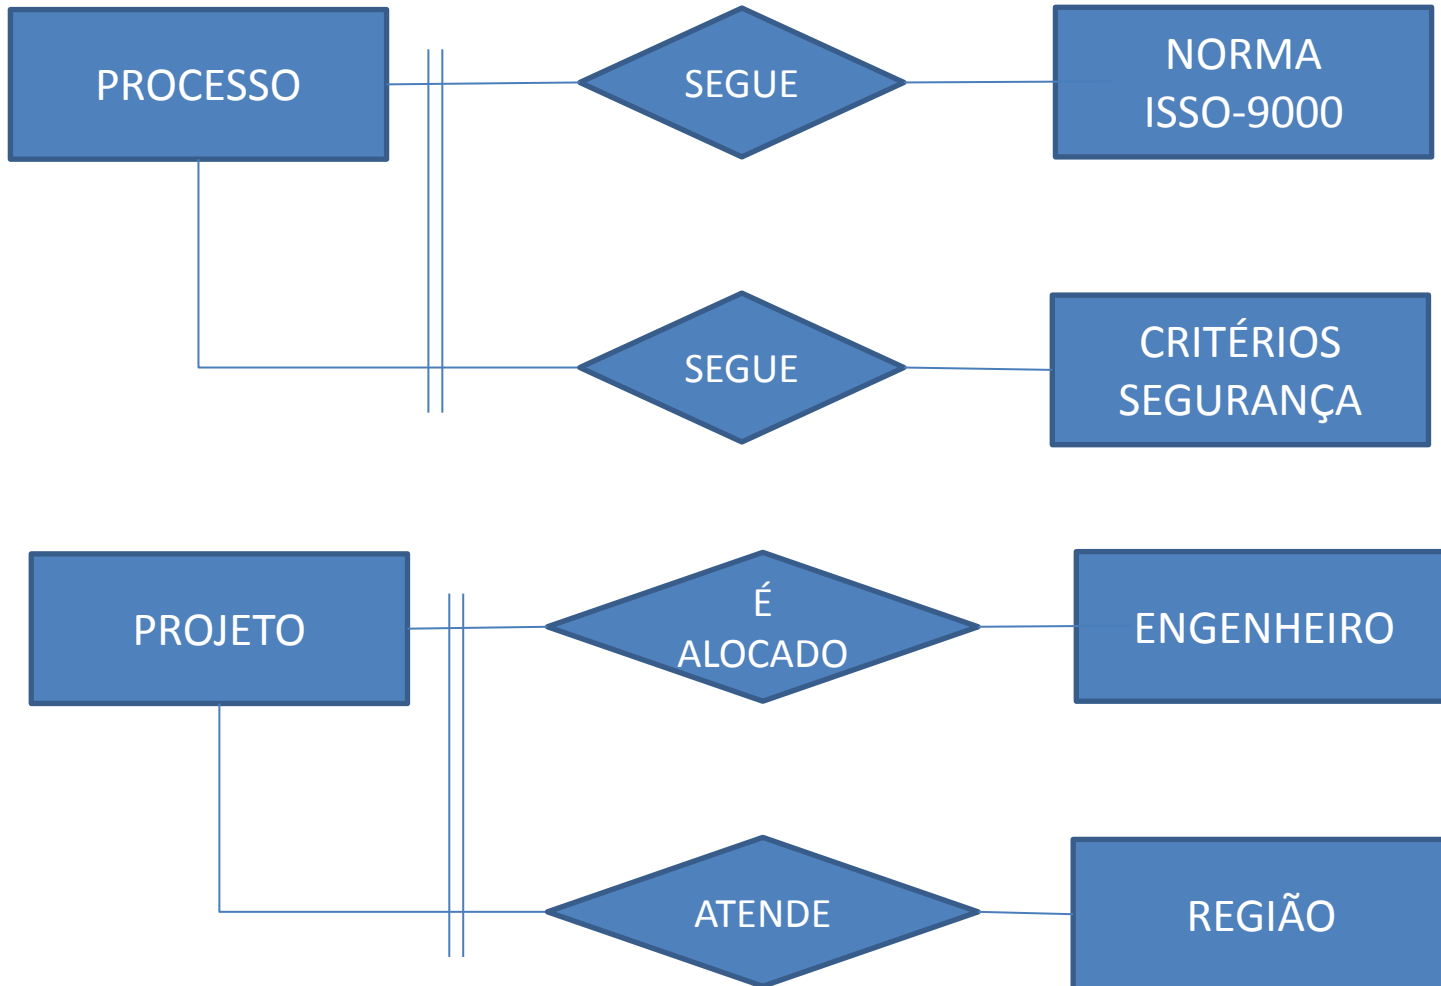 PROCESSO
SEGUE
NORMA
ISSO-9000
SEGUE
CRITÉRIOS
SEGURANÇA
PROJETO
É
ALOCADO
ENGENHEIRO
ATENDE
REGIÃO